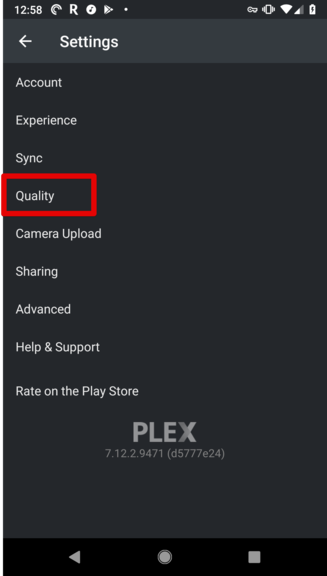 12:58
Settings
Account
Experience
Sync
Quality
Camera Upload
Sharing
Advanced
Help & Support
Rate on the Play Store
PLEX
7.12.2.9471 (d5777e24)